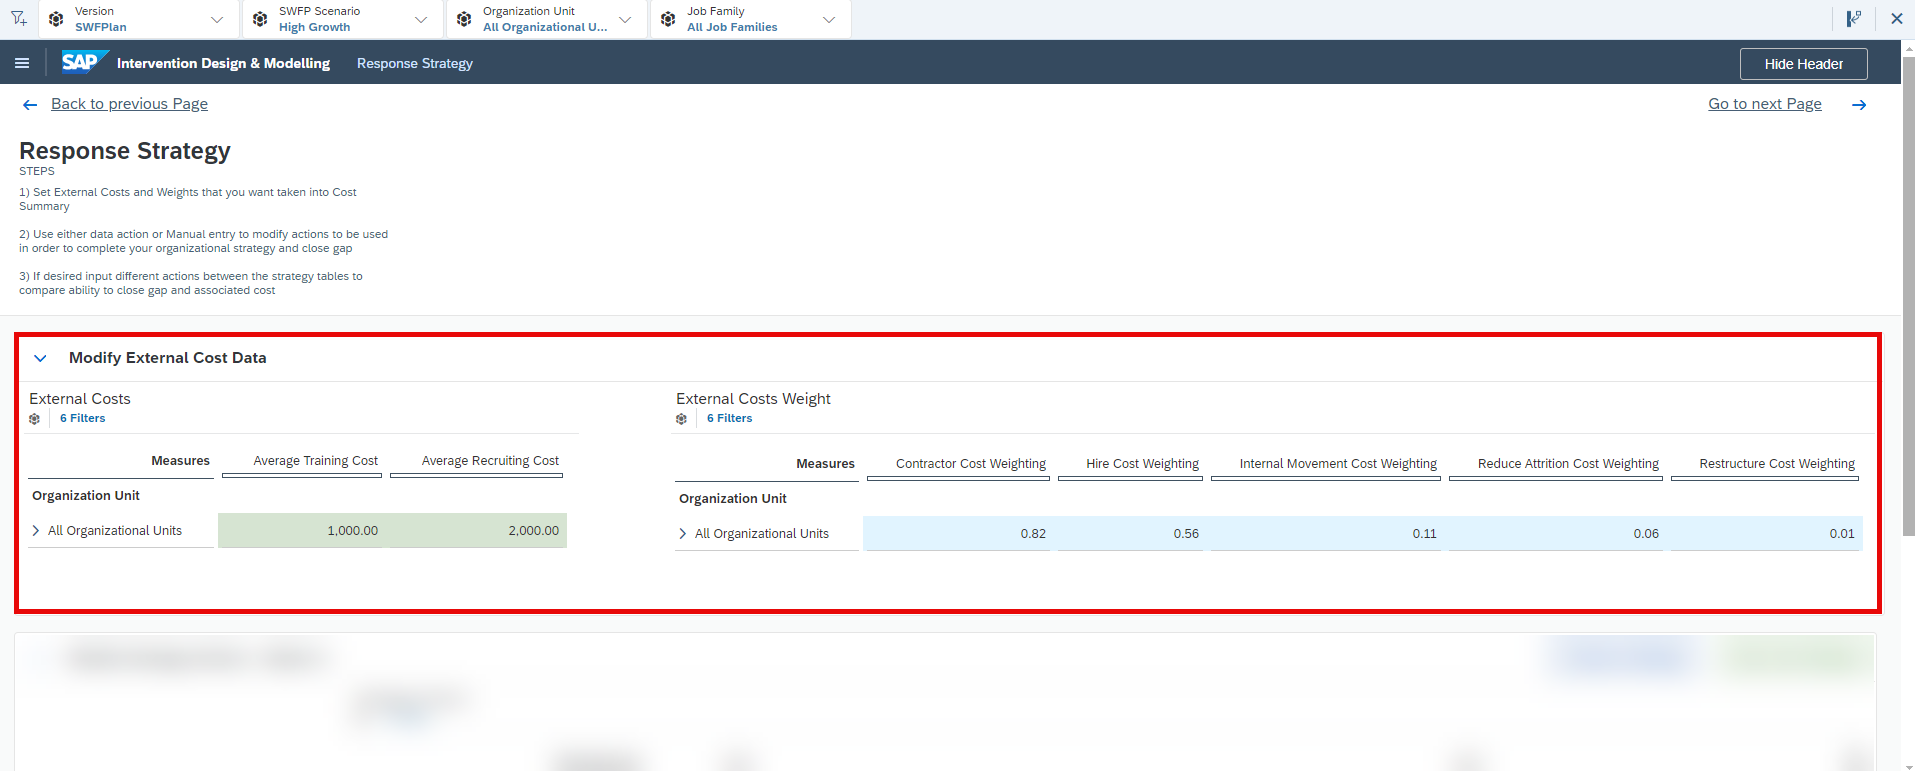 Version
SWFPlan
SWFP Scenario
High Growth
Organization Unit
All Organizational U...
Job Family
All Job Families
SAP Intervention Design & Modelling Response Strategy Hide Header
Back to previous Page Go to next Page
Response Strategy
STEPS
1) Set External Costs and Weights that you want taken into Cost
Summary
2) Use either data action or Manual entry to modify actions to be used
in order to complete your organizational strategy and close gap
3) If desired input different actions between the strategy tables to
compare ability to close gap and associated cost
Modify External Cost Data
External Costs
6 Filters
Measures Average Training Cost Average Recruiting Cost
Organization Unit
All Organizational Units 1,000.00 2,000.00
External Costs Weight
6 Filters
Measures Contractor Cost Weighting Hire Cost Weighting Internal Movement Cost Weighting Reduce Attrition Cost Weighting Restructure Cost Weighting
Organization Unit
All Organizational Units 0.82 0.56 0.11 0.06 0.01